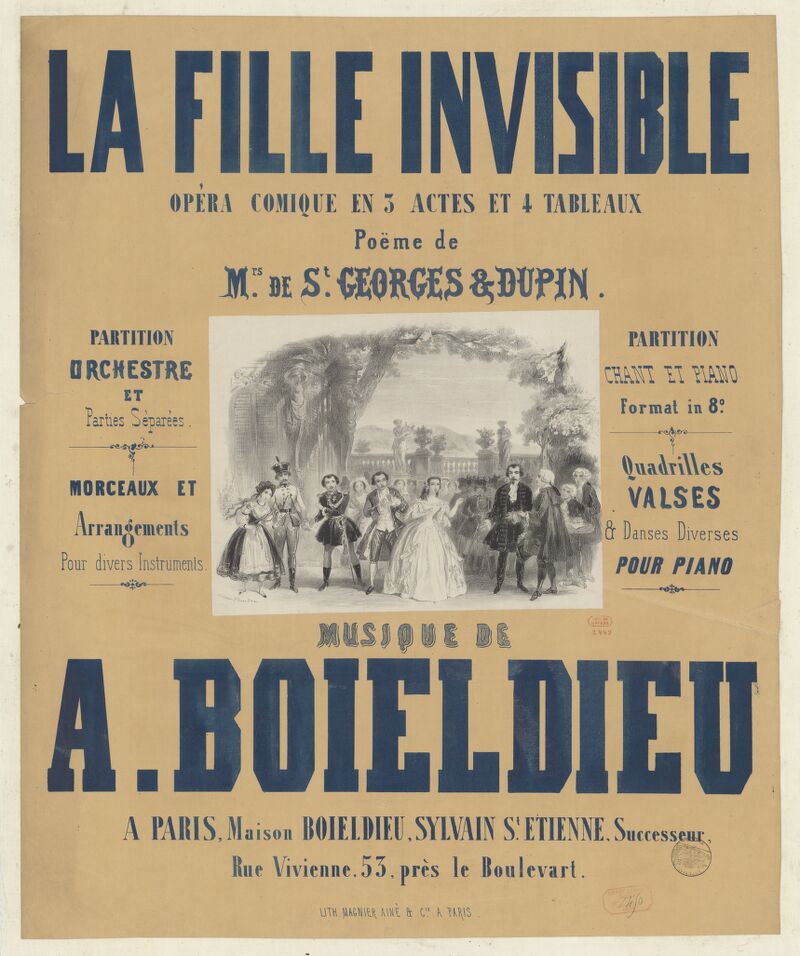 LA FILLE INVISIBLE
OPÉRA COMIQUE EN 3 ACTES ET 4 TABLEAUX
Poëme de
Mrs. DE St. GEORGES & DUPIN.
PARTITION
ORCHESTRE
ET
Parties Séparées.
MORCEAUX ET
Arrangements
Pour divers Instruments.
PARTITION
CHANT ET PIANO
Format in 8º
Quadrilles
VALSES
& Danses Diverses
POUR PIANO
MUSIQUE DE
A. BOIELDIEU
A PARIS, Maison BOIELDIEU, SYLVAIN St. ETIENNE, Successeur,
Rue Vivienne, 53, près le Boulevart.
LITH. MAGNIER AINÉ & Cie A PARIS.